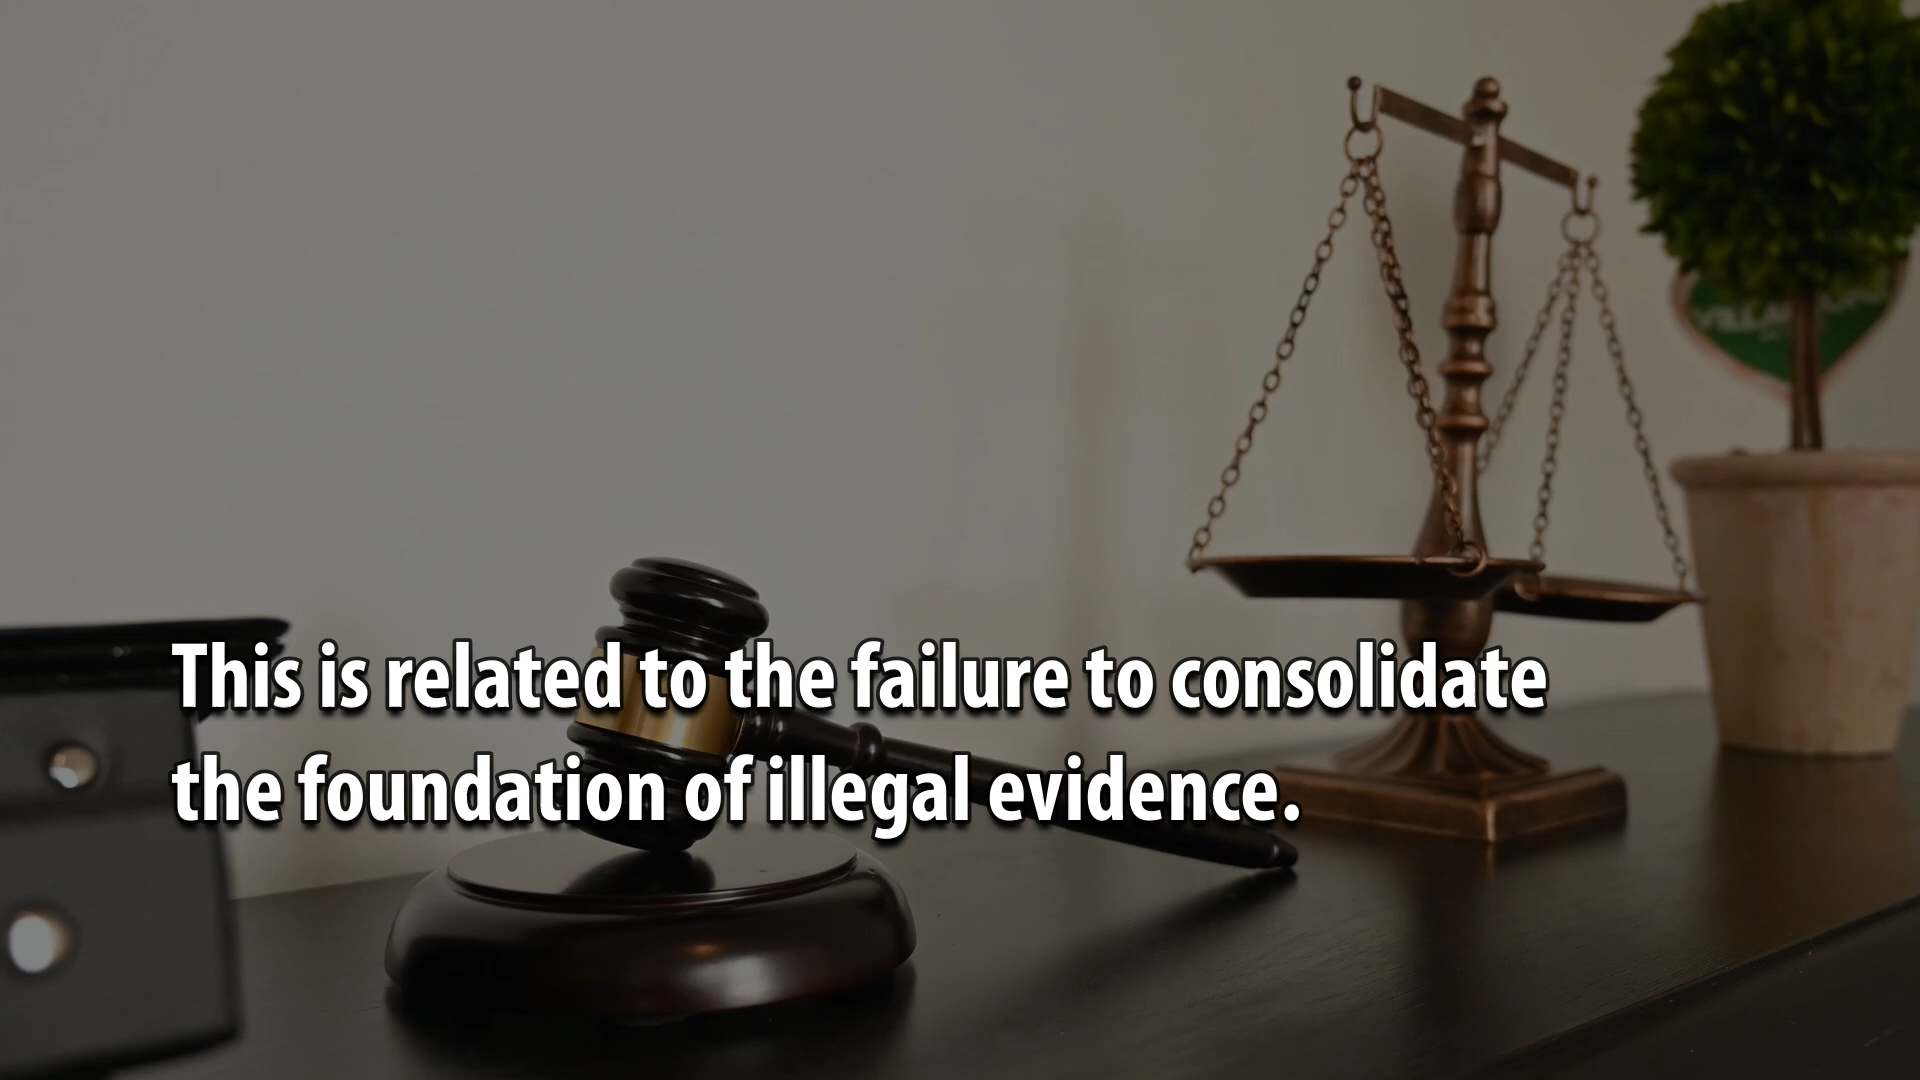 This is related to the failure to consolidate
the foundation of illegal evidence.